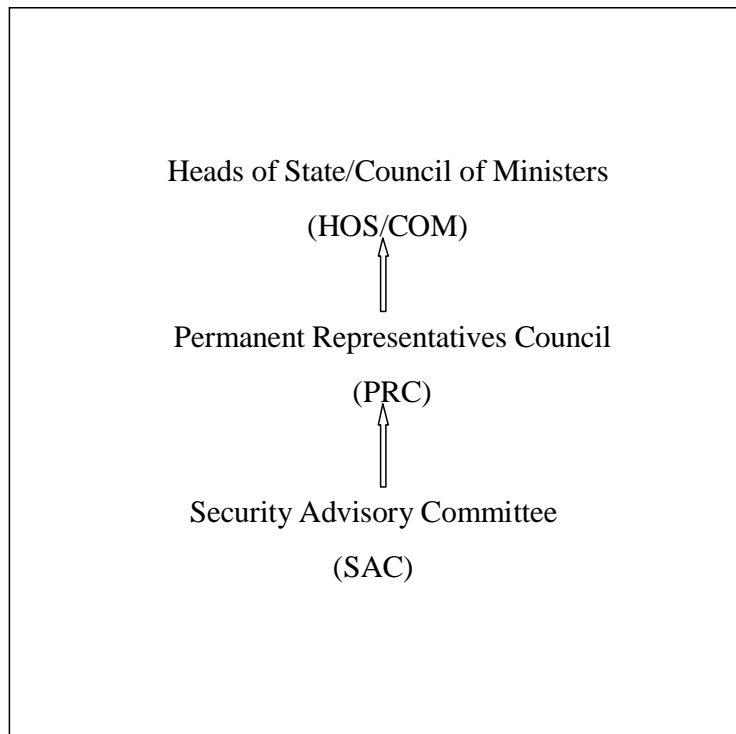 Heads of State/Council of Ministers
(HOS/COM)
Permanent Representatives Council
(PRC)
Security Advisory Committee
(SAC)